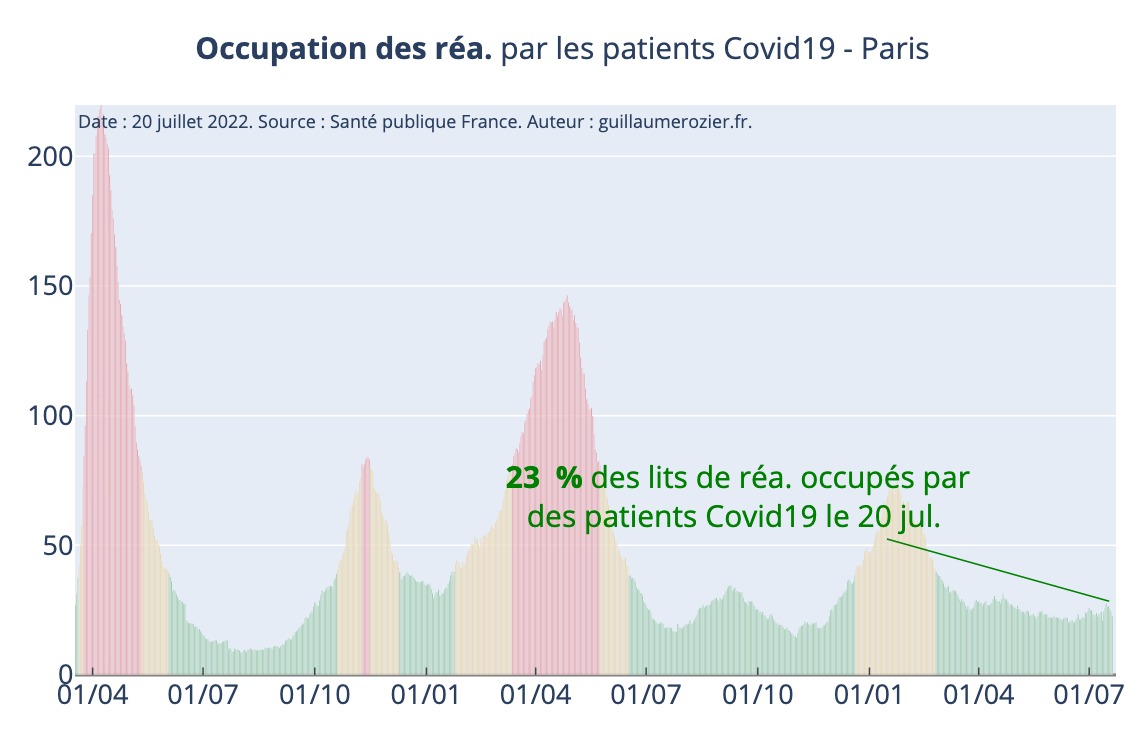 Occupation des réa. par les patients Covid19 - Paris
Date : 20 juillet 2022. Source : Santé publique France. Auteur : guillaumerozier.fr.
200
150
100
23 % des lits de réa. occupés par
des patients Covid19 le 20 jul.
50
0
01/04 01/07 01/10 01/01 01/04 01/07 01/10 01/01 01/04 01/07